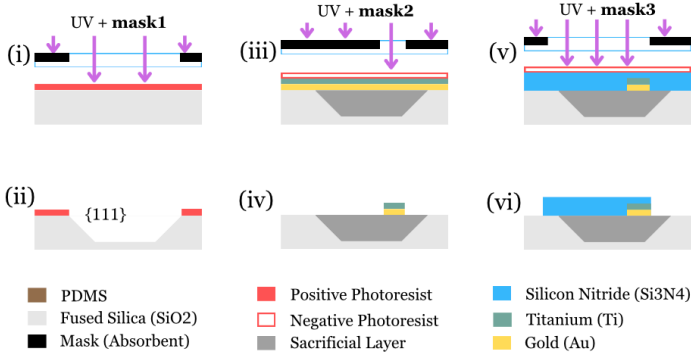 UV + mask1
UV + mask2
UV + mask3
(i)
(iii)
(v)
(ii)
{111}
(iv)
(vi)
PDMS
Positive Photoresist
Silicon Nitride (Si3N4)
Fused Silica (SiO2)
Negative Photoresist
Titanium (Ti)
Mask (Absorbent)
Sacrificial Layer
Gold (Au)